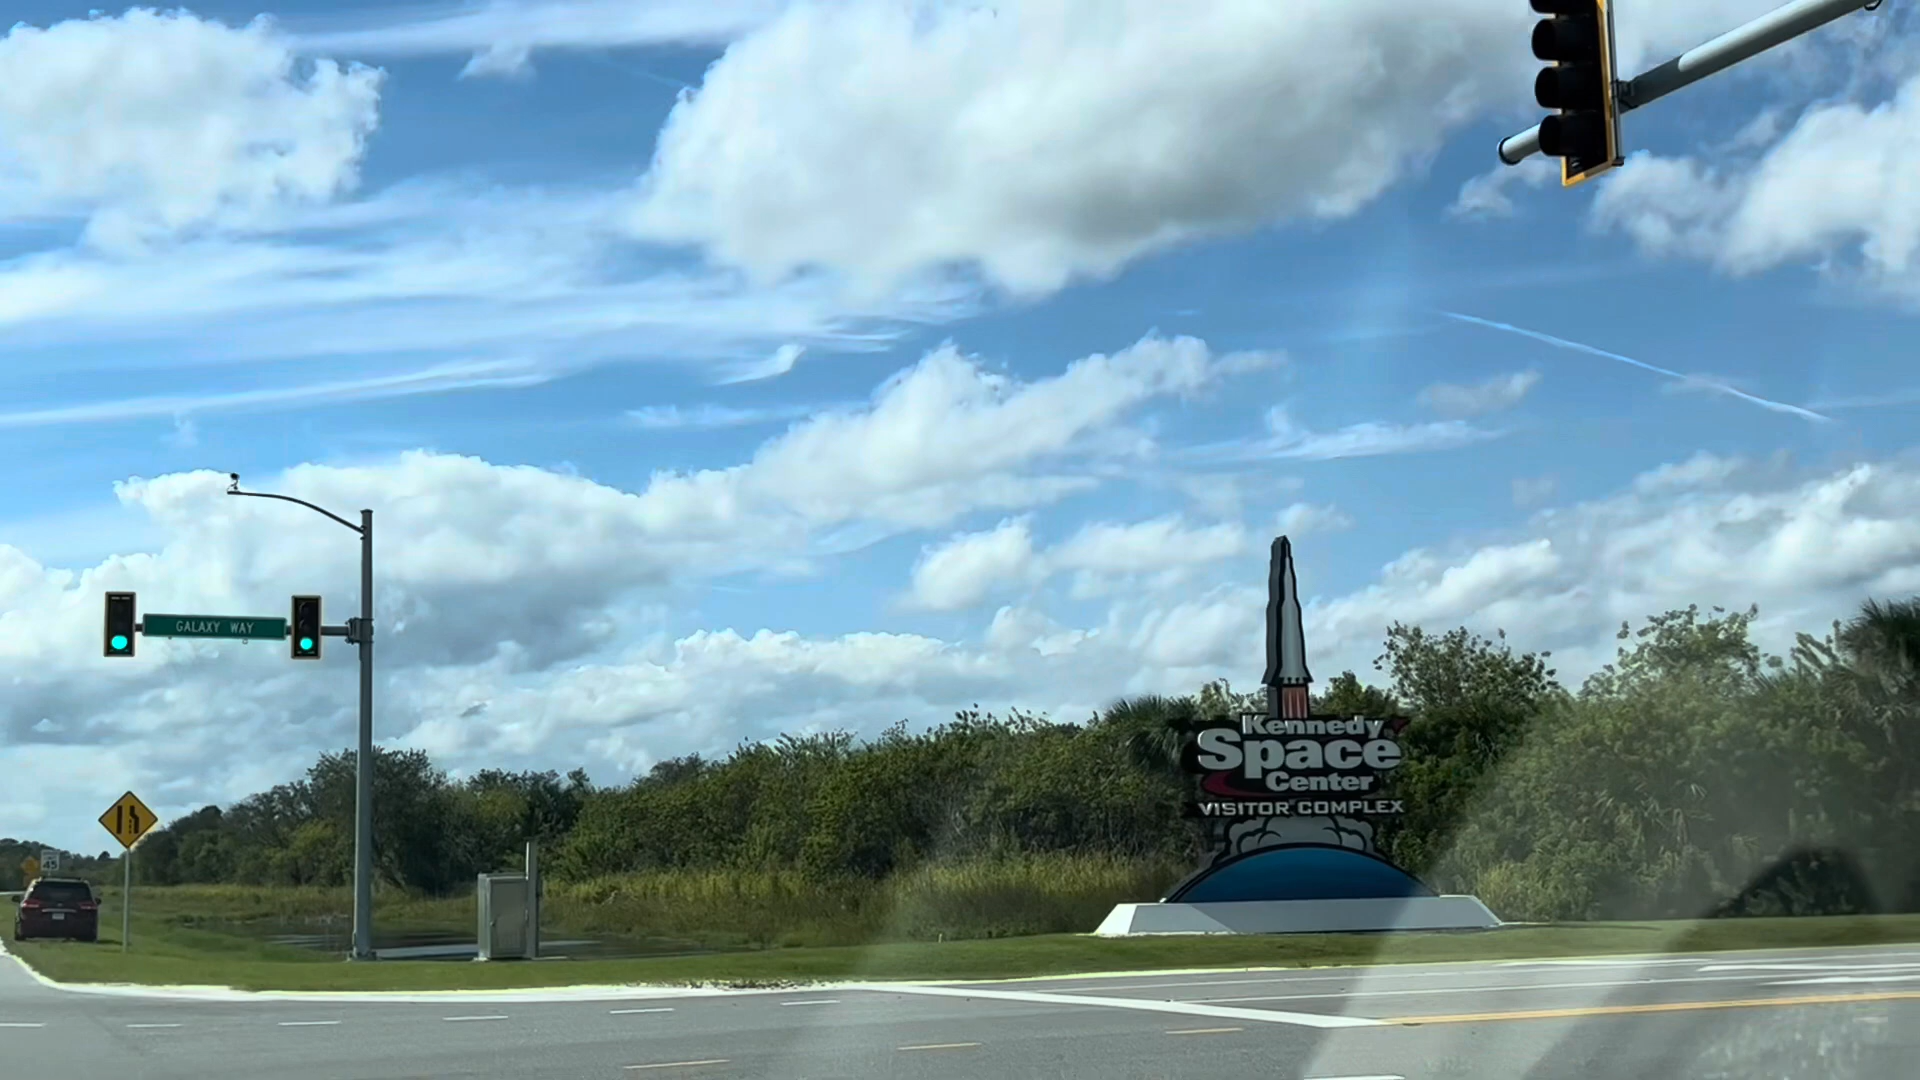 GALAXY WAY
45
Kennedy
Space
Center
VISITOR COMPLEX